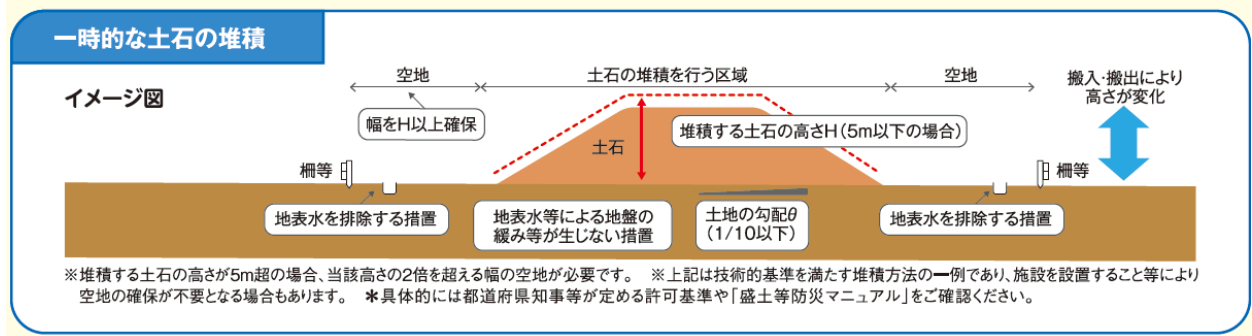 一時的な土石の堆積
イメージ図
空地
土石の堆積を行う区域
空地
搬入・搬出により
高さが変化
幅をH以上確保
堆積する土石の高さH(5m以下の場合)
土石
柵等
柵等
地表水を排除する措置
地表水等による地盤の
緩み等が生じない措置
土地の勾配θ
(1/10以下)
地表水を排除する措置
※堆積する土石の高さが5m超の場合、当該高さの2倍を超える幅の空地が必要です。 ※上記は技術的基準を満たす堆積方法の一例であり、施設を設置すること等により
空地の確保が不要となる場合もあります。 *具体的には都道府県知事等が定める許可基準や「盛土等防災マニュアル」をご確認ください。